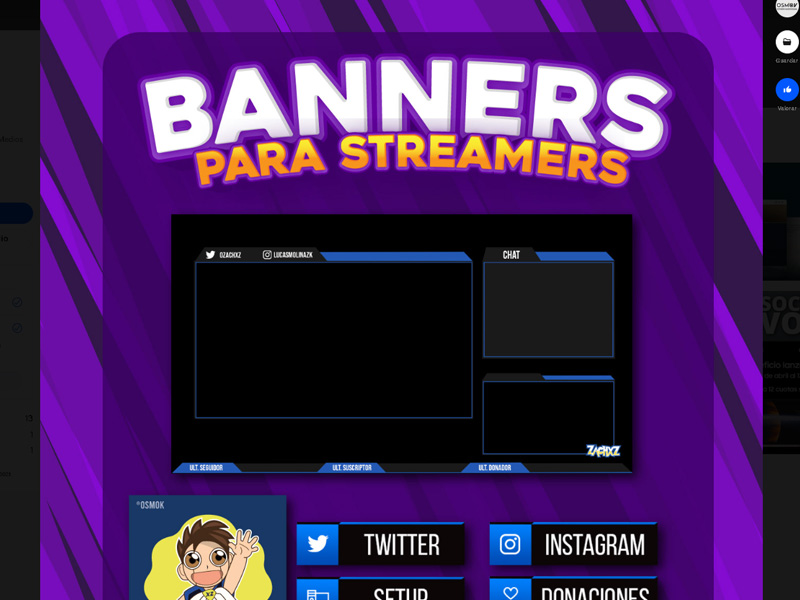 BANNERS
PARA STREAMERS
OSMOK
Guardar
Valorar
OZACHXZ
LUCASMOLINAZK
CHAT
ZACHXZ
ULT. SEGUIDOR
ULT. SUSCRIPTOR
ULT. DONADOR
°OSMOK
TWITTER
INSTAGRAM
SETUP
DONACIONES